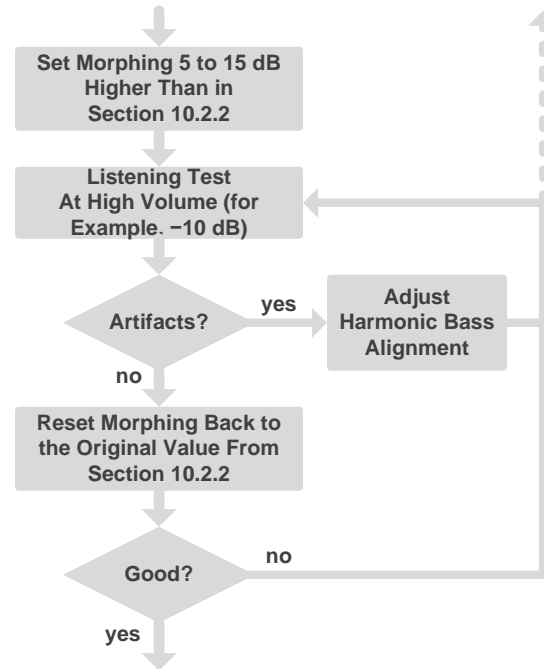 Set Morphing 5 to 15 dB
Higher Than in
Section 10.2.2
Listening Test
At High Volume (for
Example, −10 dB)
Artifacts?
yes
Adjust
Harmonic Bass
Alignment
no
Reset Morphing Back to
the Original Value From
Section 10.2.2
Good?
no
yes